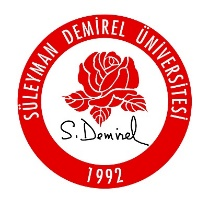 SÜLEYMAN DEMİREL ÜNİVERSİTESİ
S. Demirel
1992